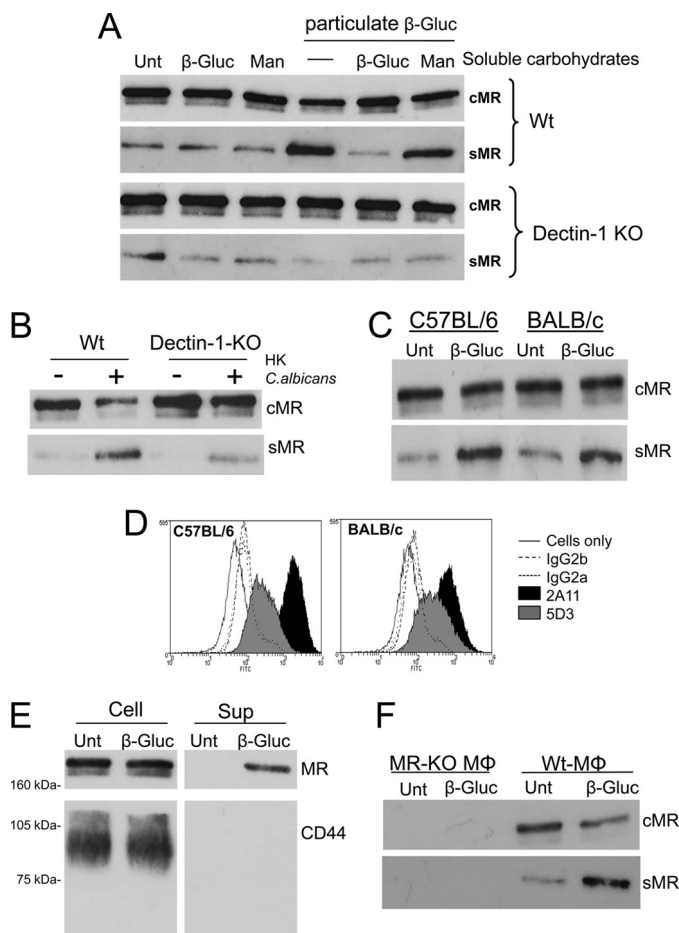 A
particulate β-Gluc
Unt β-Gluc Man — β-Gluc Man Soluble carbohydrates
cMR
Wt
sMR
cMR
Dectin-1 KO
sMR
B
Wt Dectin-1-KO
HK
- + - + C.albicans
cMR
sMR
C
C57BL/6 BALB/c
Unt β-Gluc Unt β-Gluc
cMR
sMR
D
595
C57BL/6
BALB/c
FITC
FITC
Cells only
IgG2b
IgG2a
2A11
5D3
E
Cell Sup
Unt β-Gluc Unt β-Gluc
MR
160 kDa-
105 kDa-
CD44
75 kDa-
F
MR-KO MΦ Wt-MΦ
Unt β-Gluc Unt β-Gluc
cMR
sMR